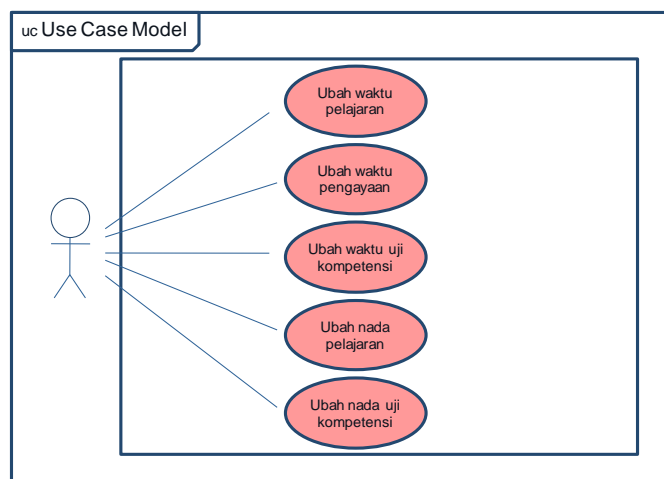 uc Use Case Model
Ubah waktu
pelajaran
Ubah waktu
pengayaan
Ubah waktu uji
kompetensi
Ubah nada
pelajaran
Ubah nada uji
kompetensi